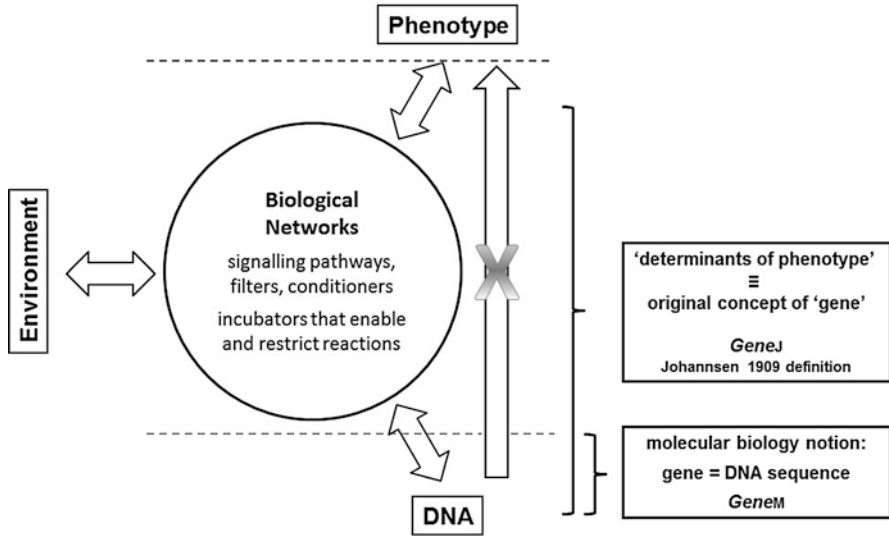 Phenotype
Environment
Biological
Networks
signalling pathways,
filters, conditioners
incubators that enable
and restrict reactions
X
DNA
‘determinants of phenotype’
≡
original concept of ‘gene’
GeneJ
Johannsen 1909 definition
molecular biology notion:
gene = DNA sequence
GeneM